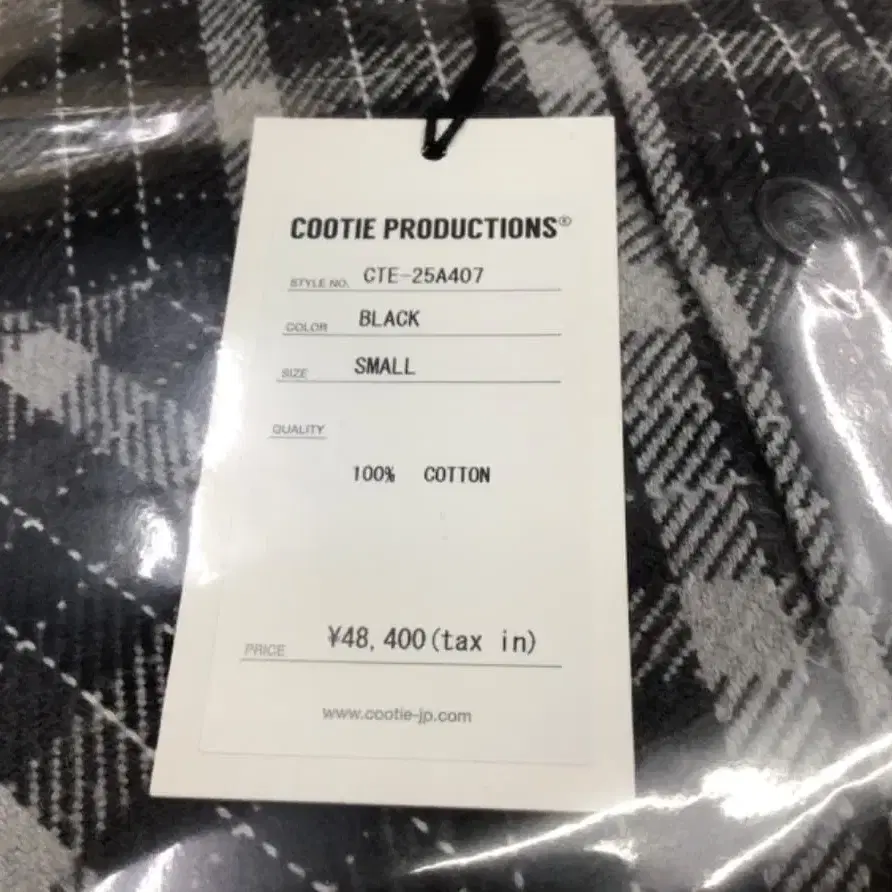 COOTIE PRODUCTIONS®
STYLE NO. CTE-25A407
COLOR BLACK
SIZE SMALL
QUALITY
100% COTTON
PRICE ¥48,400(tax in)
www.cootie-jp.com